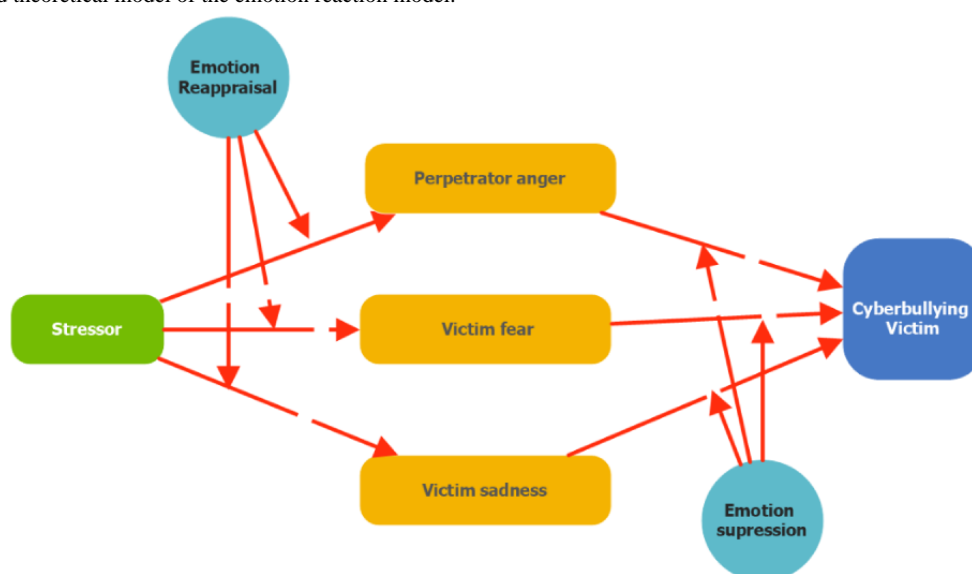 d theoretical model of the emotion reaction model.
Emotion
Reappraisal
Perpetrator anger
Stressor
Victim fear
Cyberbullying
Victim
Victim sadness
Emotion
supression